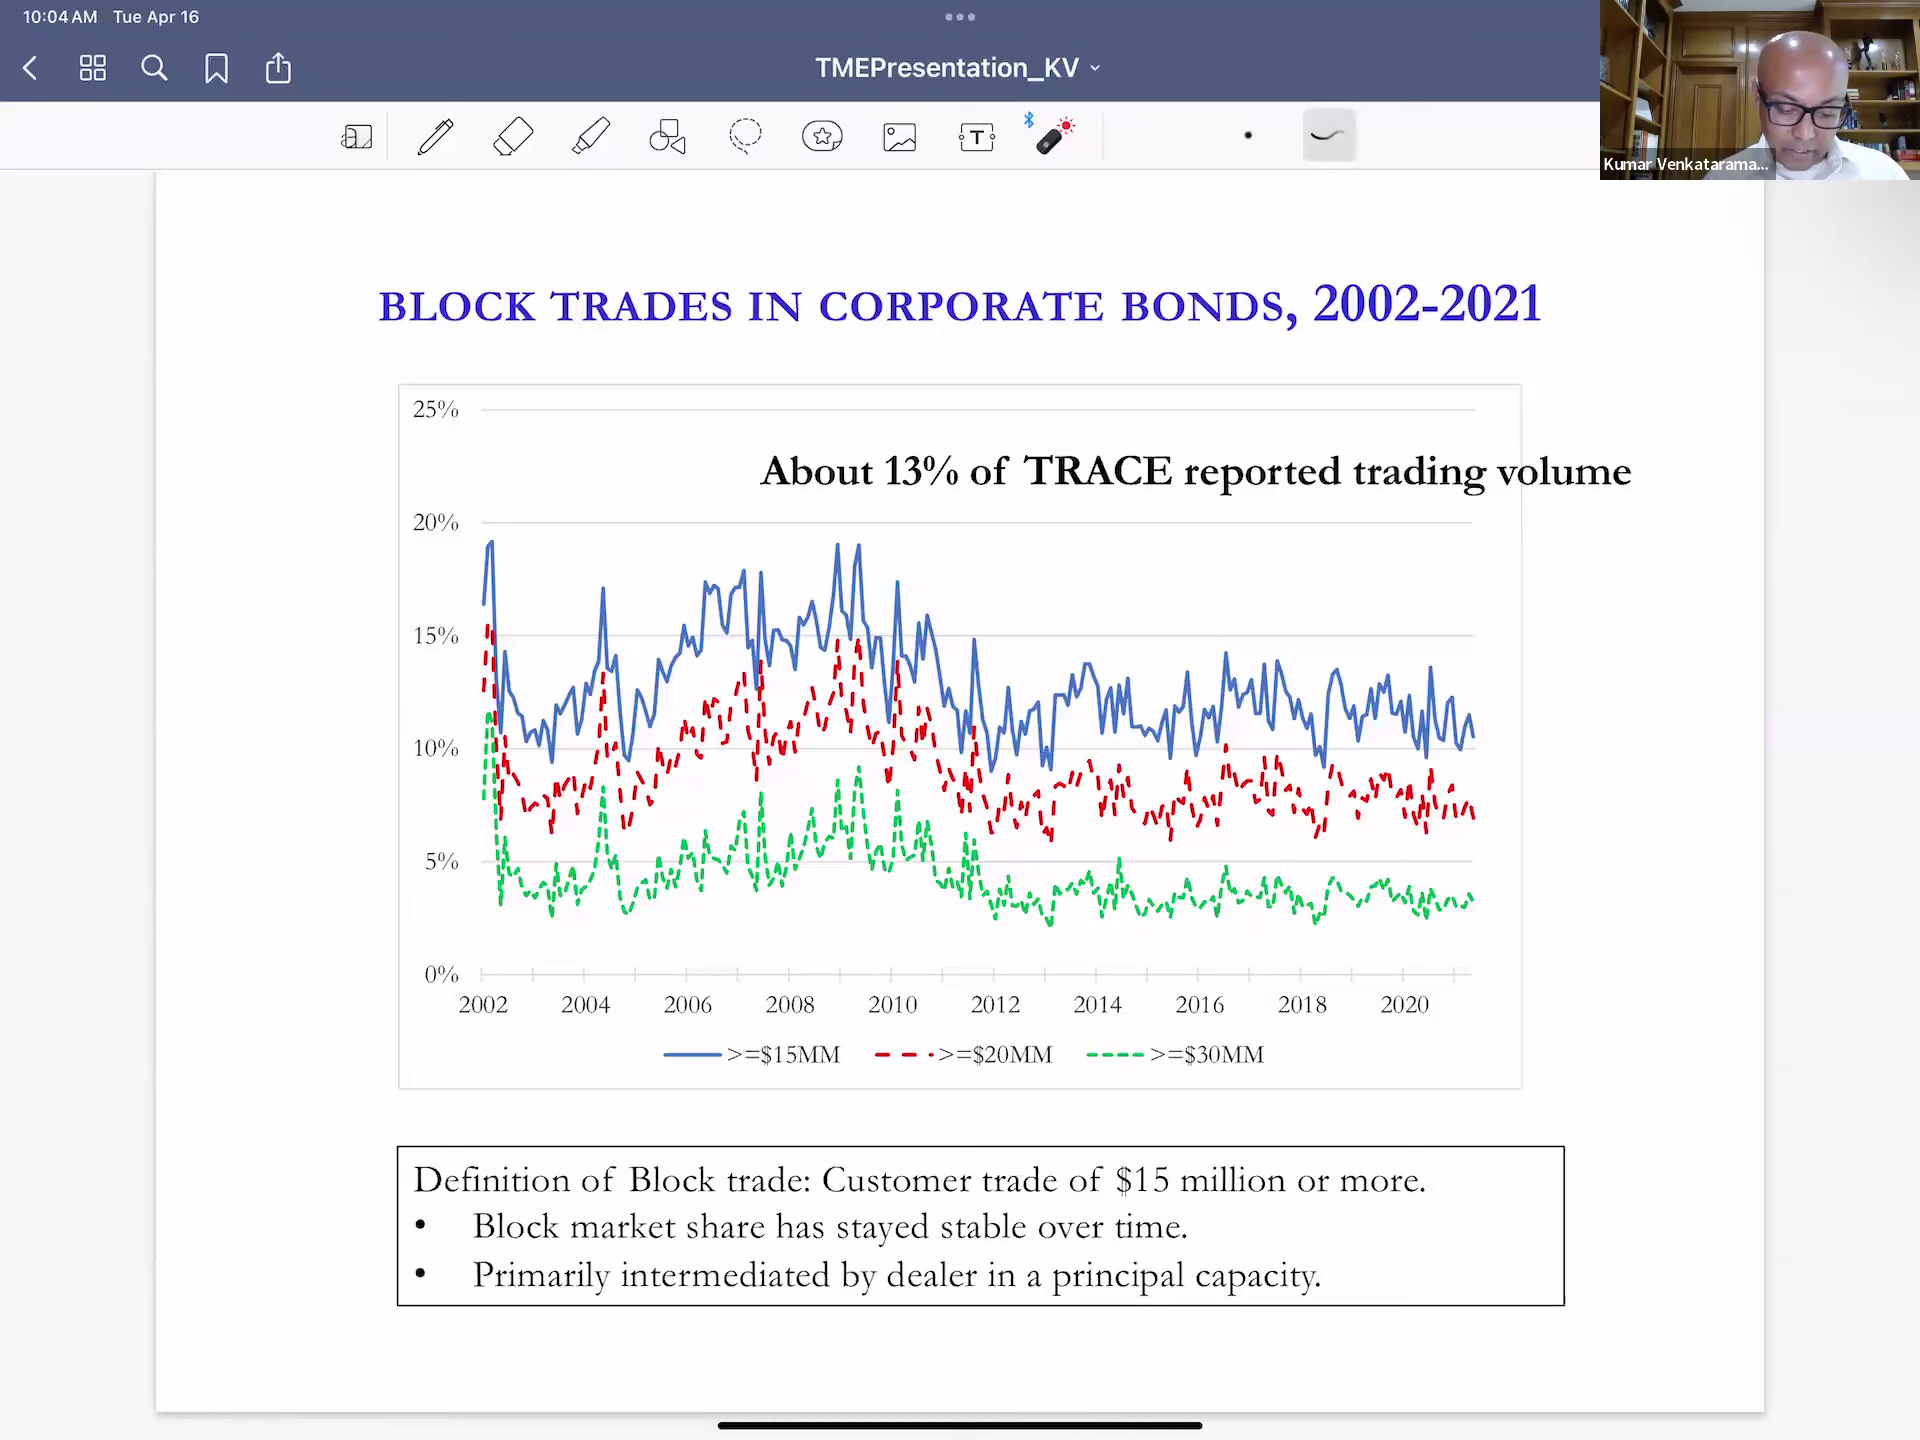 10:04 AM Tue Apr 16
TMEPresentation_KV
Kumar Venkatarama...
BLOCK TRADES IN CORPORATE BONDS, 2002-2021
25%
About 13% of TRACE reported trading volume
20%
15%
10%
5%
0%
2002 2004 2006 2008 2010 2012 2014 2016 2018 2020
>=$15MM >=$20MM >=$30MM
Definition of Block trade: Customer trade of $15 million or more.
• Block market share has stayed stable over time.
• Primarily intermediated by dealer in a principal capacity.